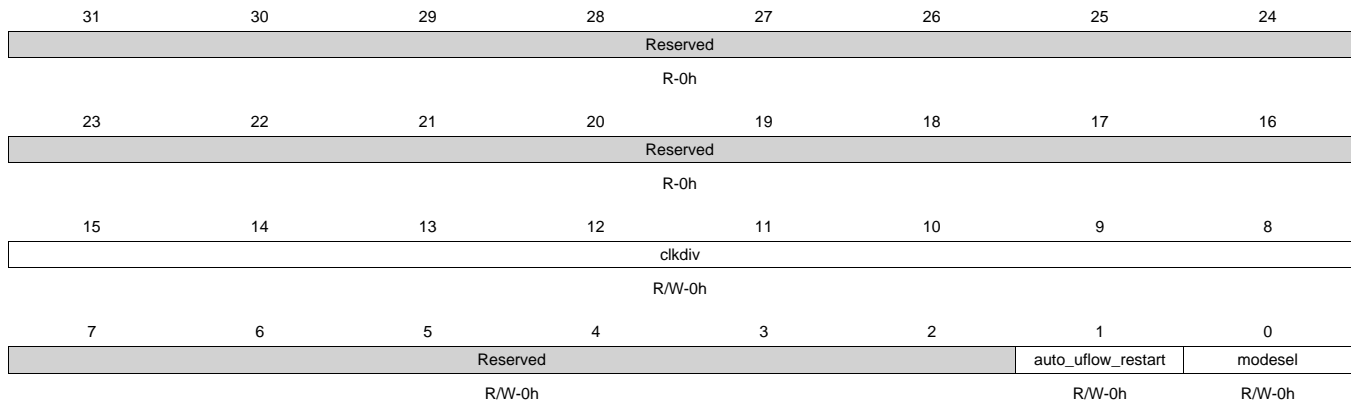 31 30 29 28 27 26 25 24
Reserved
R-0h
23 22 21 20 19 18 17 16
Reserved
R-0h
15 14 13 12 11 10 9 8
clkdiv
R/W-0h
7 6 5 4 3 2 1 0
Reserved auto_uflow_restart modesel
R/W-0h R/W-0h R/W-0h